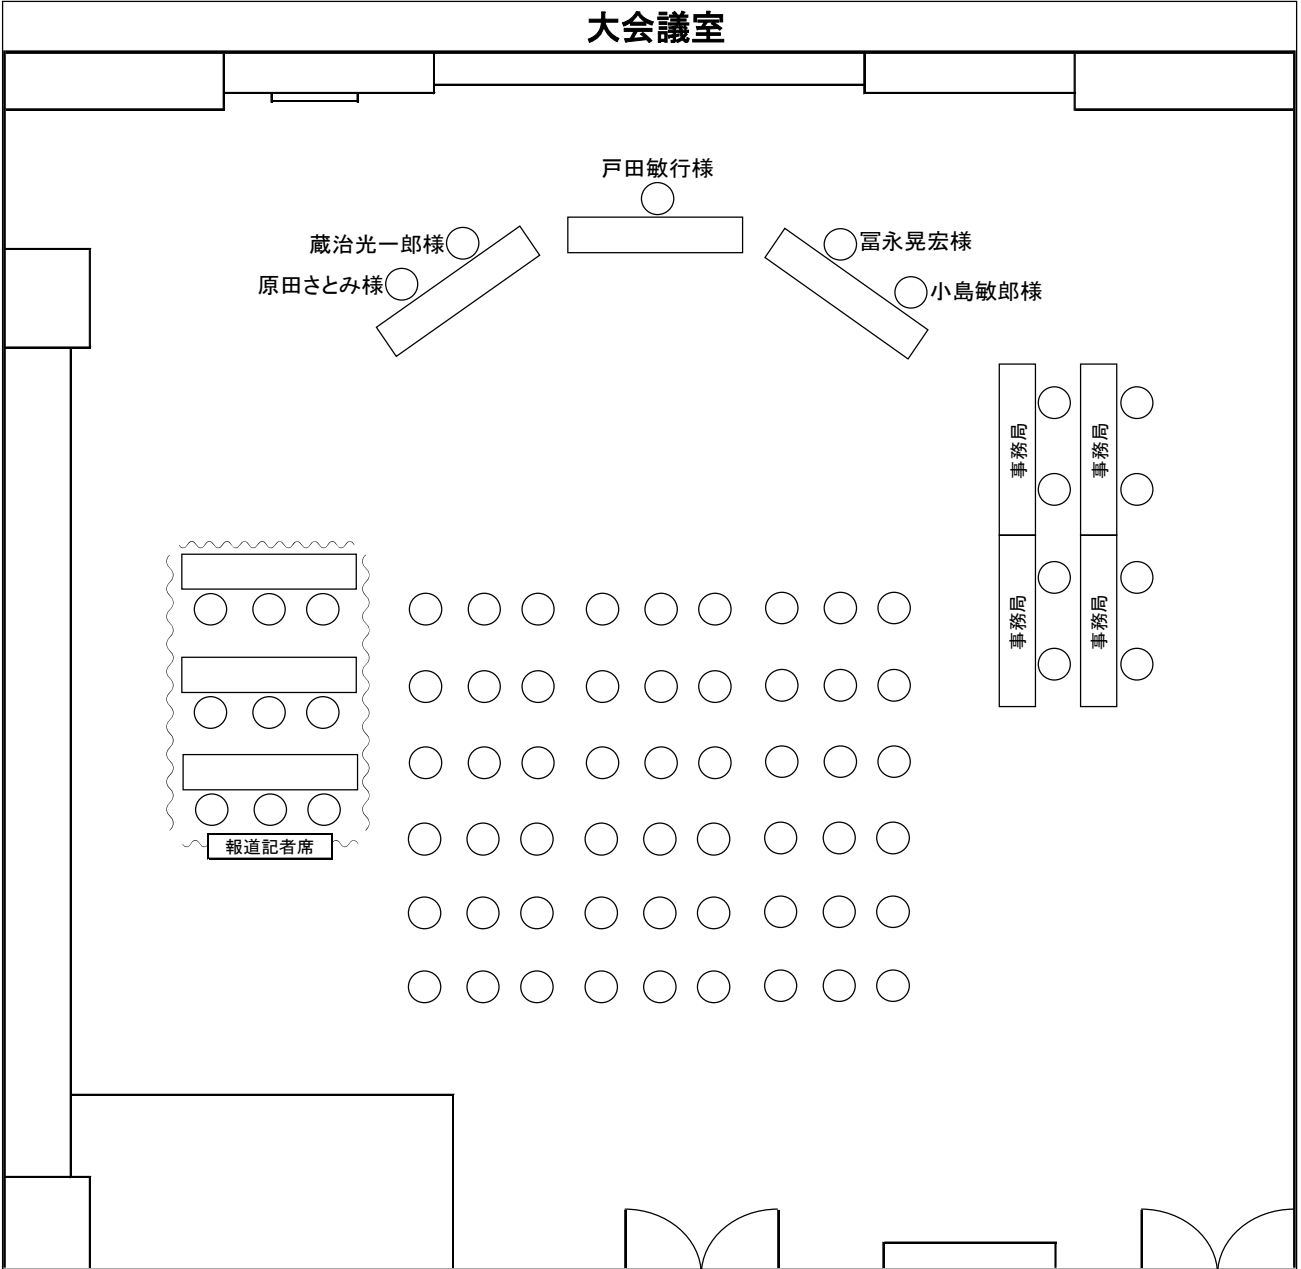 大会議室
戸田敏行様
蔵治光一郎様
冨永晃宏様
原田さとみ様
小島敏郎様
事務局
事務局
事務局
事務局
報道記者席